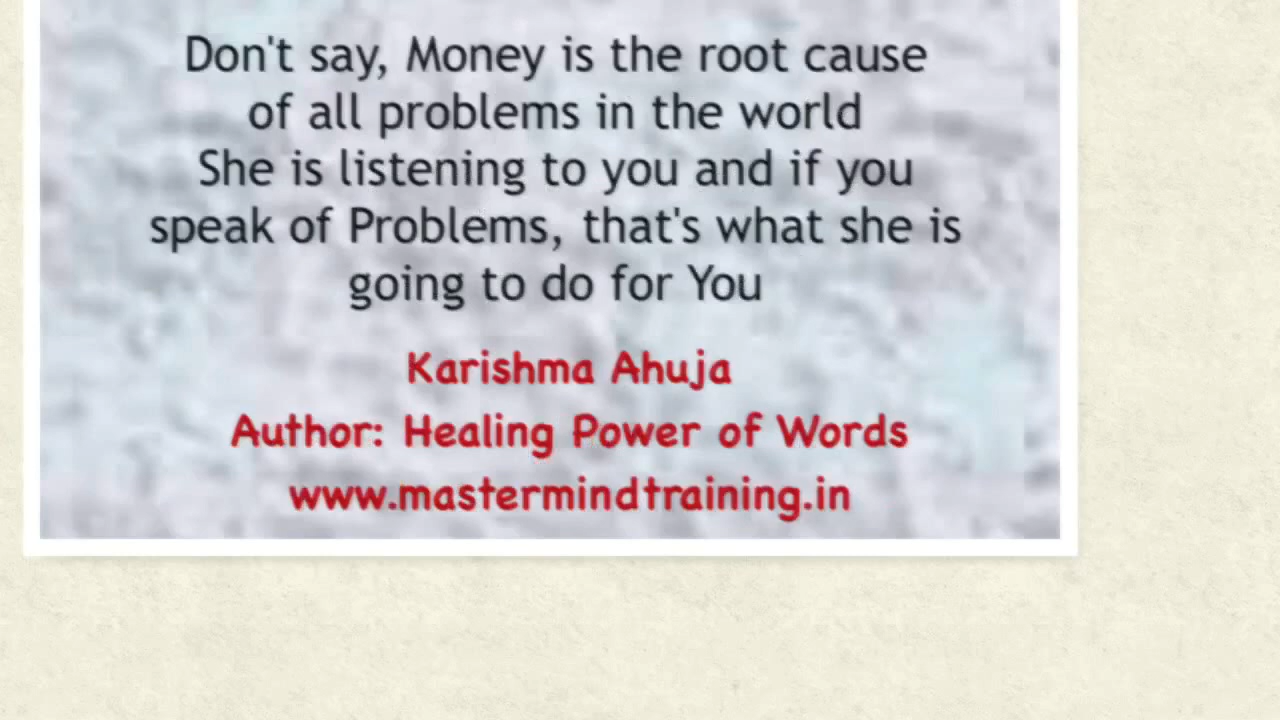 Don't say, Money is the root cause
of all problems in the world
She is listening to you and if you
speak of Problems, that's what she is
going to do for You
Karishma Ahuja
Author: Healing Power of Words
www.mastermindtraining.in